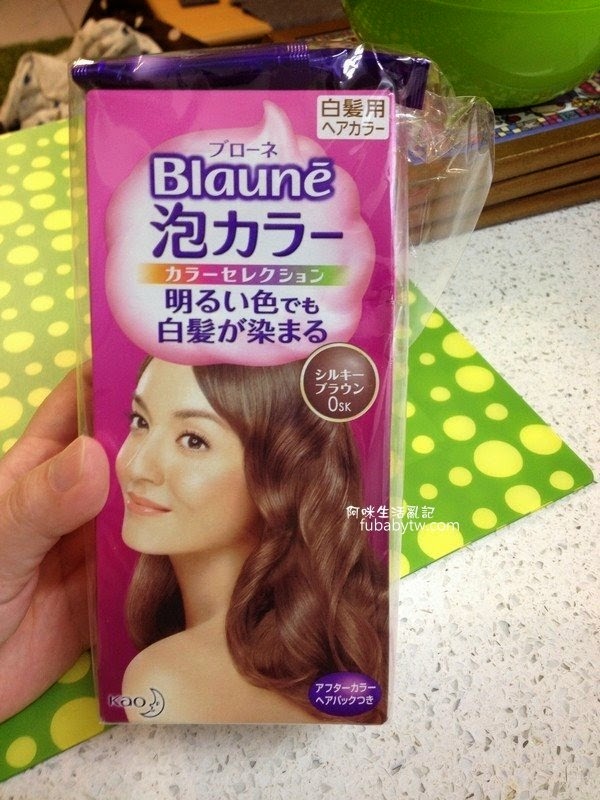 白髪用
ヘアカラー
ブローネ
Blauné
泡カラー
カラーセレクション
明るい色でも
白髪が染まる
シルキー
ブラウン
0SK
阿咪生活亂記
fubabytw.com
アフターカラー
ヘアパックつき
Kao